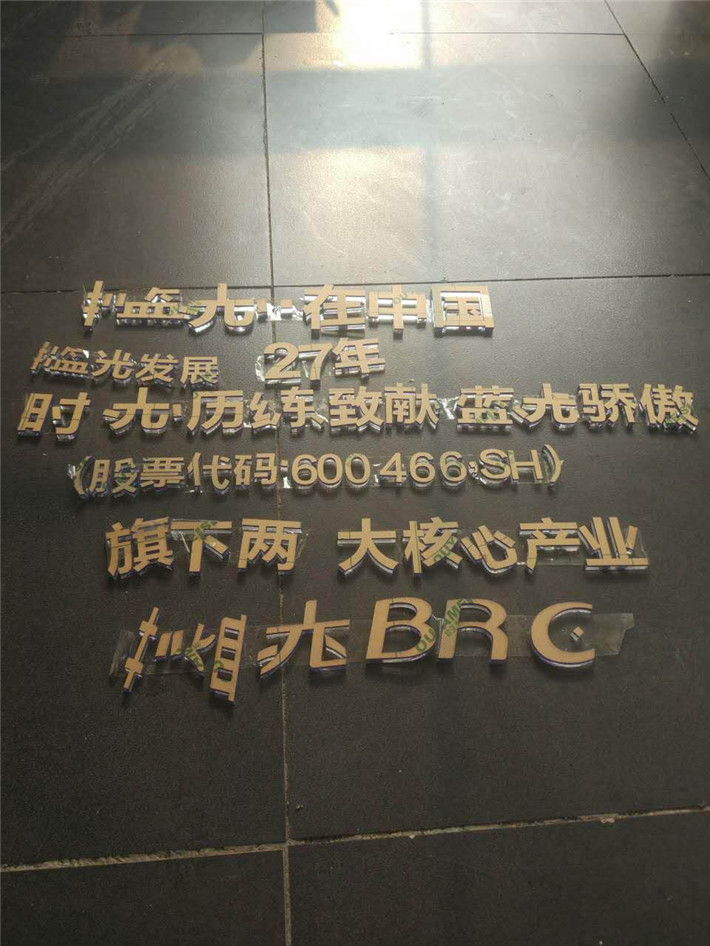 蓝光在中国
蓝光发展 27年
时光历练致献 蓝光骄傲
(股票代码:600466·SH)
旗下两 大核心产业
蓝光BRC